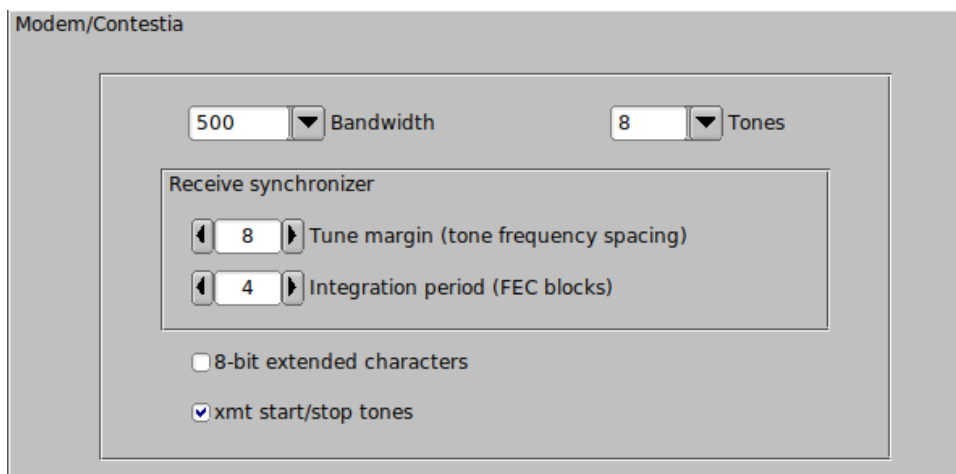 Modem/Contestia
500 Bandwidth 8 Tones
Receive synchronizer
8 Tune margin (tone frequency spacing)
4 Integration period (FEC blocks)
8-bit extended characters
xmt start/stop tones